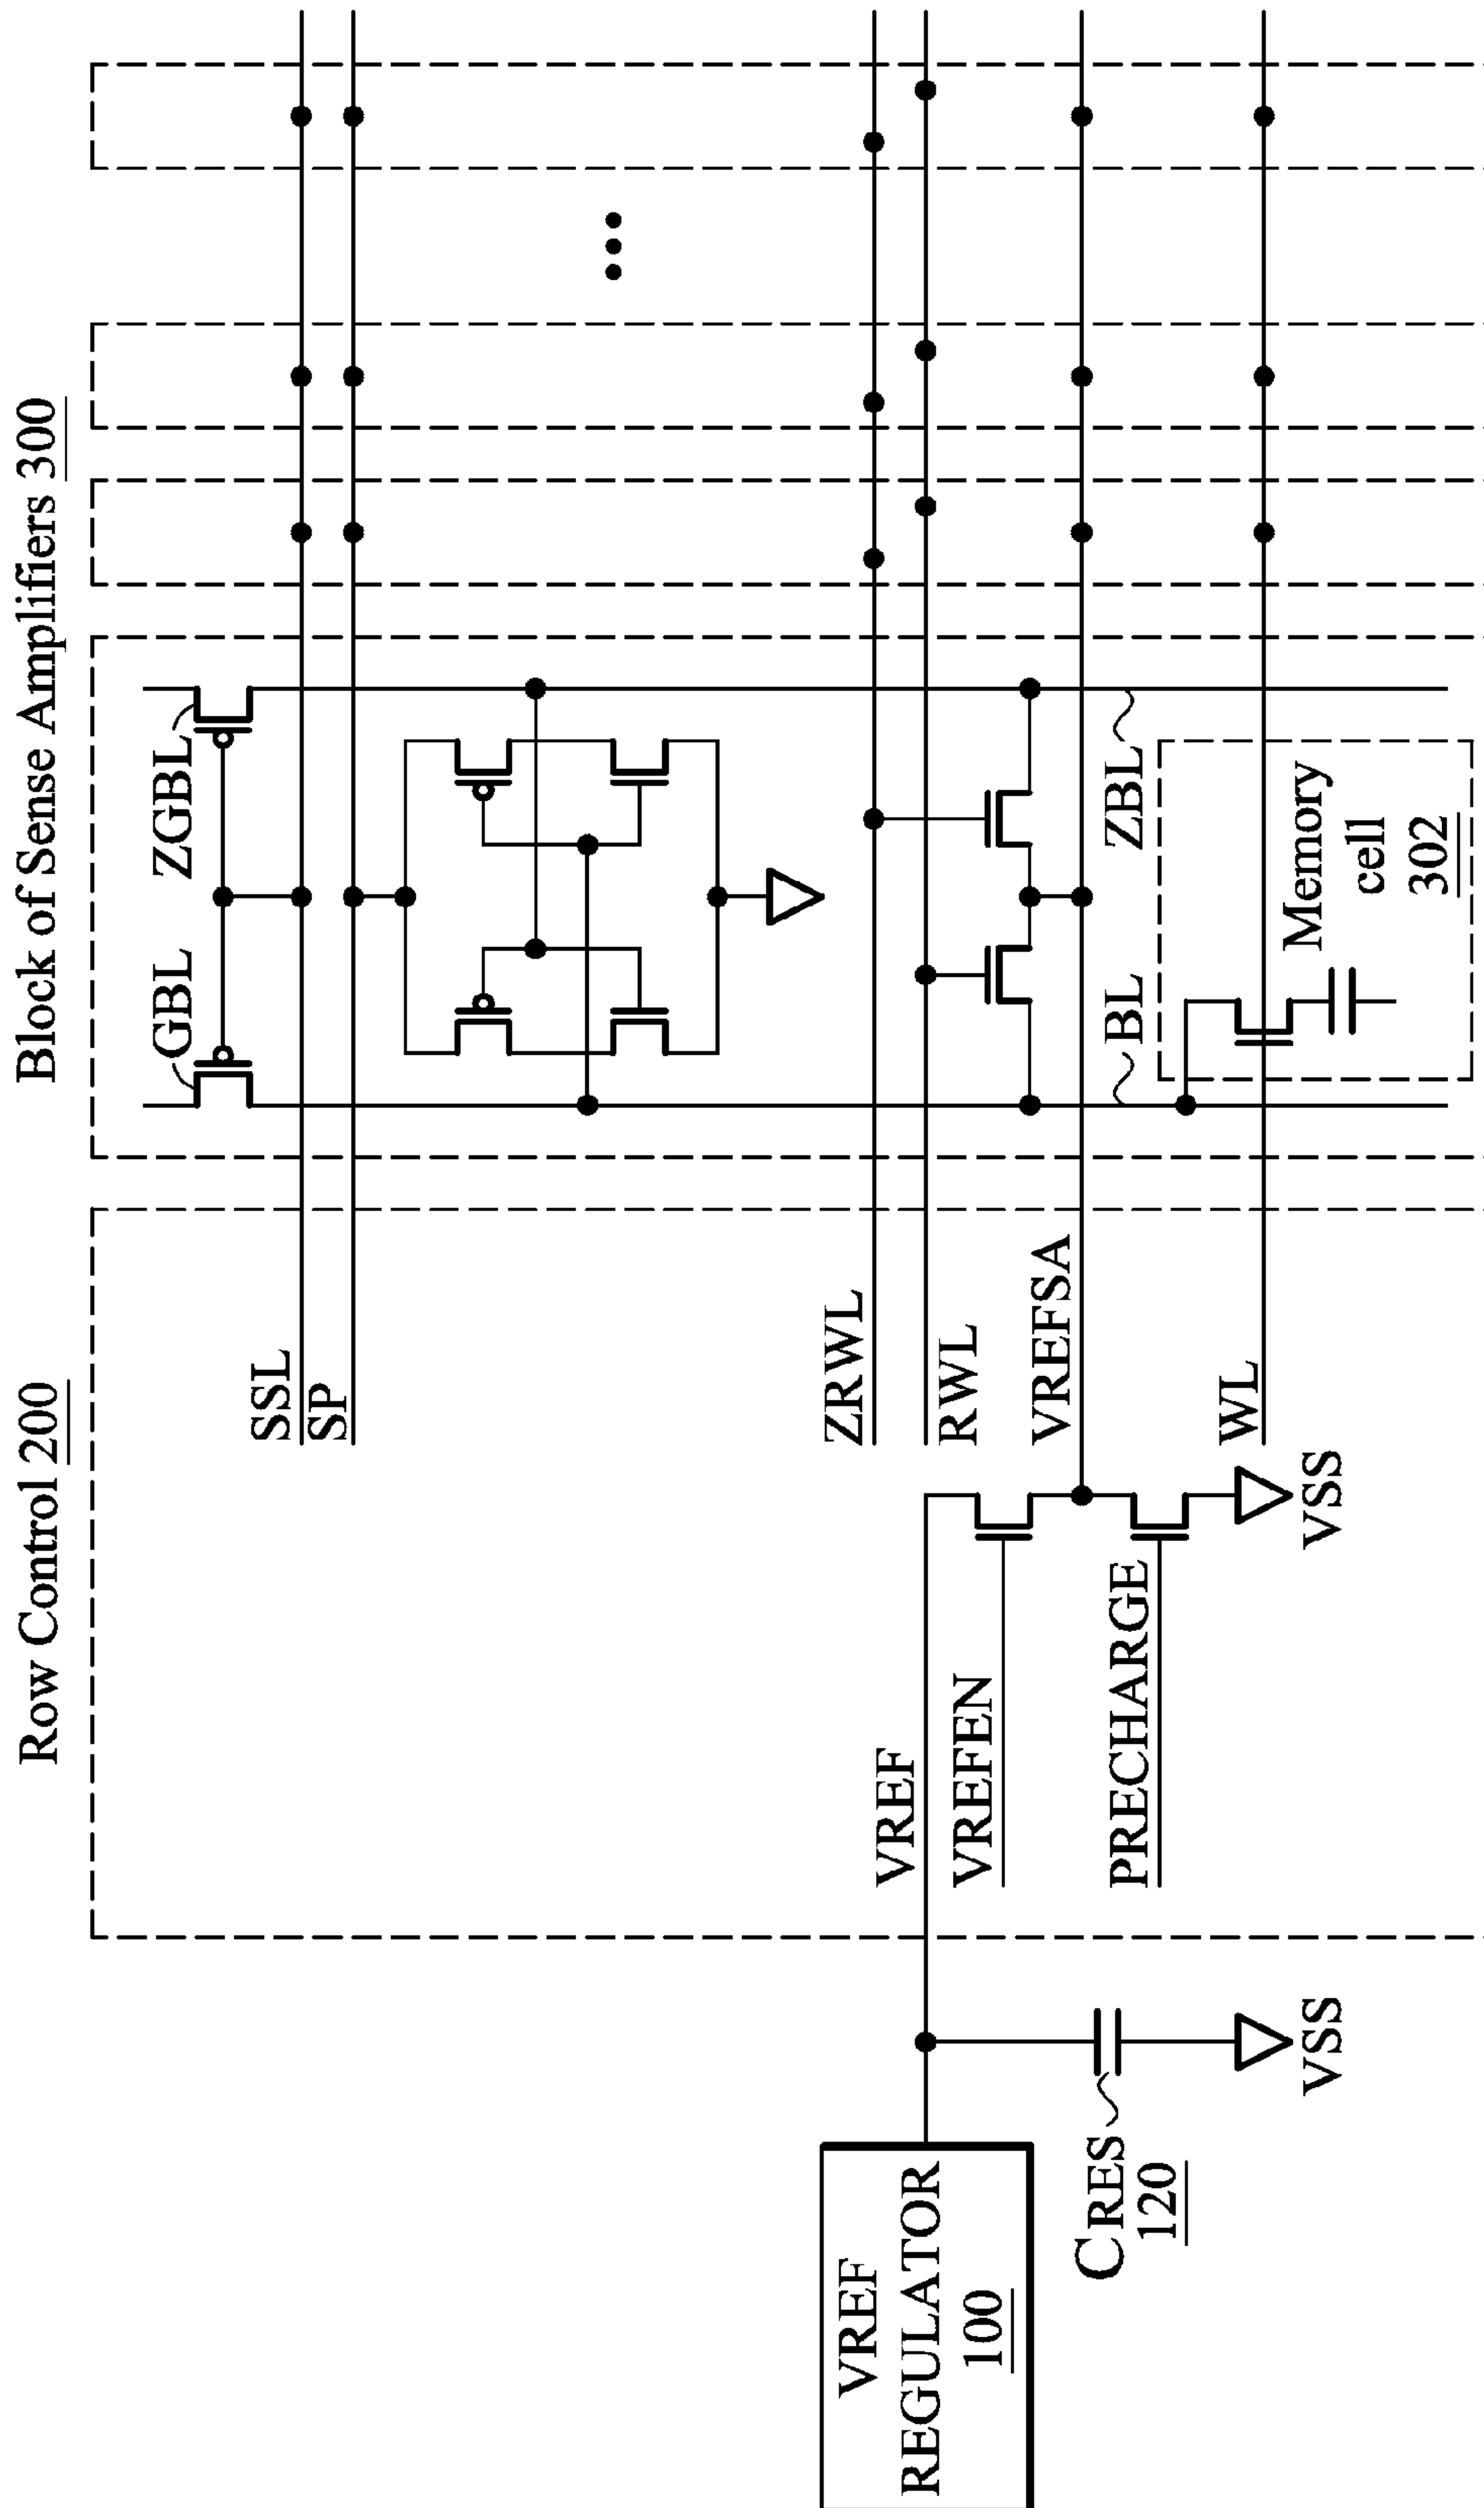 Row Control 200
Block of Sense Amplifiers 300
GBL
ZGBL
SSL
SP
ZRWL
RWL
VREFSA
WL
VREF
VREFEN
PRECHARGE
VSS
BL
ZBL
Memory
cell
302
VREF
REGULATOR
100
CRES
120
VSS